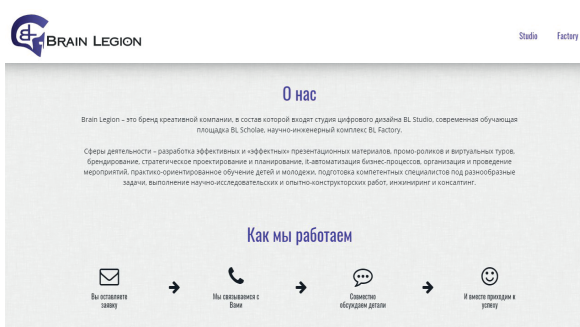 BL
BRAIN LEGION
Studio
Factory
О нас
Brain Legion – это бренд креативной компании, в состав которой входят студия цифрового дизайна BL Studio, современная обучающая
площадка BL Scholae, научно-инженерный комплекс BL Factory.
Сферы деятельности – разработка эффективных и «эффектных» презентационных материалов, промо-роликов и виртуальных туров,
брендирование, стратегическое проектирование и планирование, it-автоматизация бизнес-процессов, организация и проведение
мероприятий, практико-ориентированное обучение детей и молодежи, подготовка компетентных специалистов под разнообразные
задачи, выполнение научно-исследовательских и опытно-конструкторских работ, инжиниринг и консалтинг.
Как мы работаем
Вы оставляете
заявку
Мы связываемся с
Вами
Совместно
обсуждаем детали
И вместе приходим к
успеху